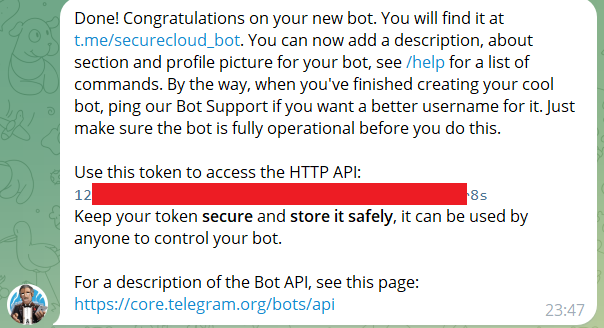 Done! Congratulations on your new bot. You will find it at
t.me/securecloud_bot. You can now add a description, about
section and profile picture for your bot, see /help for a list of
commands. By the way, when you've finished creating your cool
bot, ping our Bot Support if you want a better username for it. Just
make sure the bot is fully operational before you do this.
Use this token to access the HTTP API:
12 8s
Keep your token secure and store it safely, it can be used by
anyone to control your bot.
For a description of the Bot API, see this page:
https://core.telegram.org/bots/api
23:47